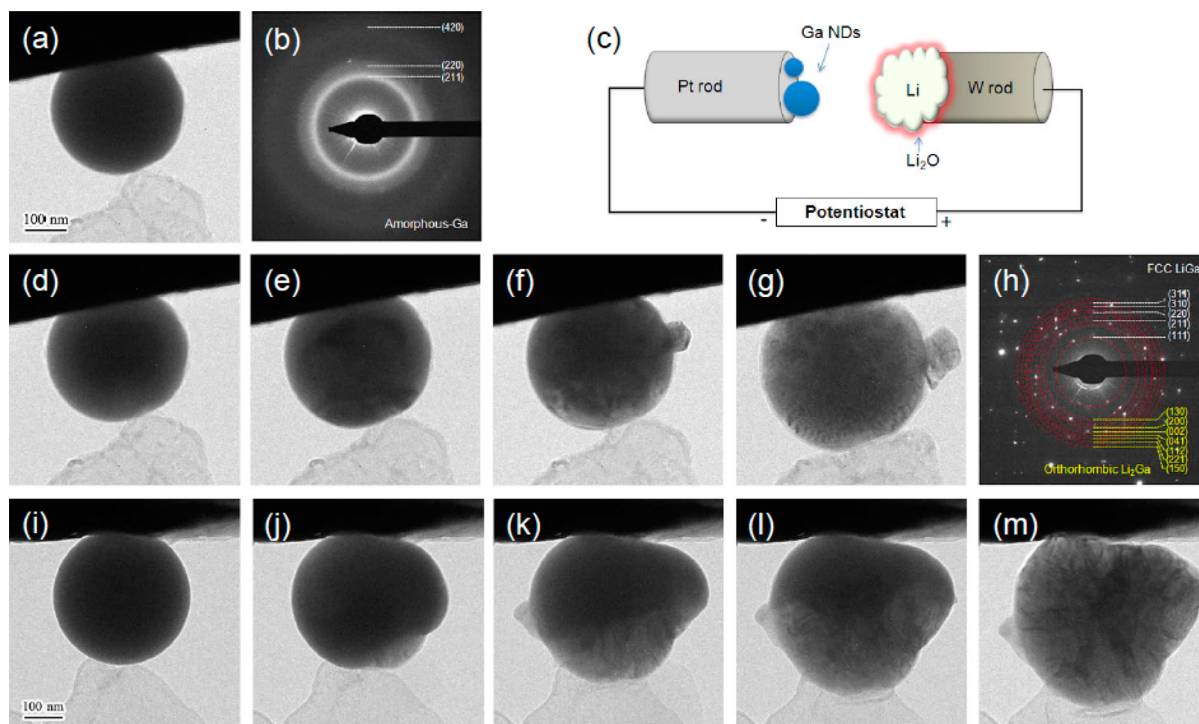 (a)
100 nm
(b)
(420)
(220)
(211)
Amorphous-Ga
(c)
Ga NDs
Pt rod
Li
W rod
Li₂O
Potentiostat
- +
(d)
(e)
(f)
(g)
(h)
FCC LiGa
(311)
(310)
(220)
(211)
(111)
(130)
(200)
(002)
(041)
(112)
(221)
(150)
Orthorhombic Li₂Ga
(i)
100 nm
(j)
(k)
(l)
(m)